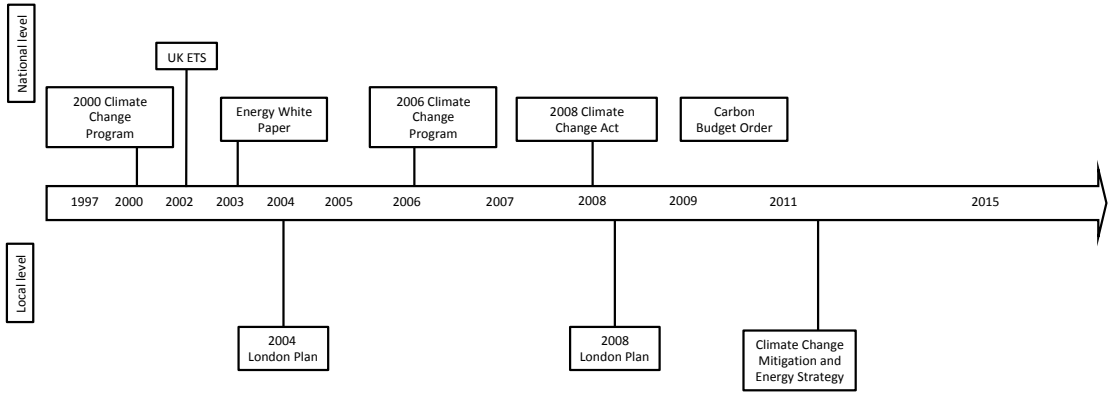 National level
UK ETS
2000 Climate
Change
Program
Energy White
Paper
2006 Climate
Change
Program
2008 Climate
Change Act
Carbon
Budget Order
1997 2000 2002 2003 2004 2005 2006 2007 2008 2009 2011 2015
Local level
2004
London Plan
2008
London Plan
Climate Change
Mitigation and
Energy Strategy